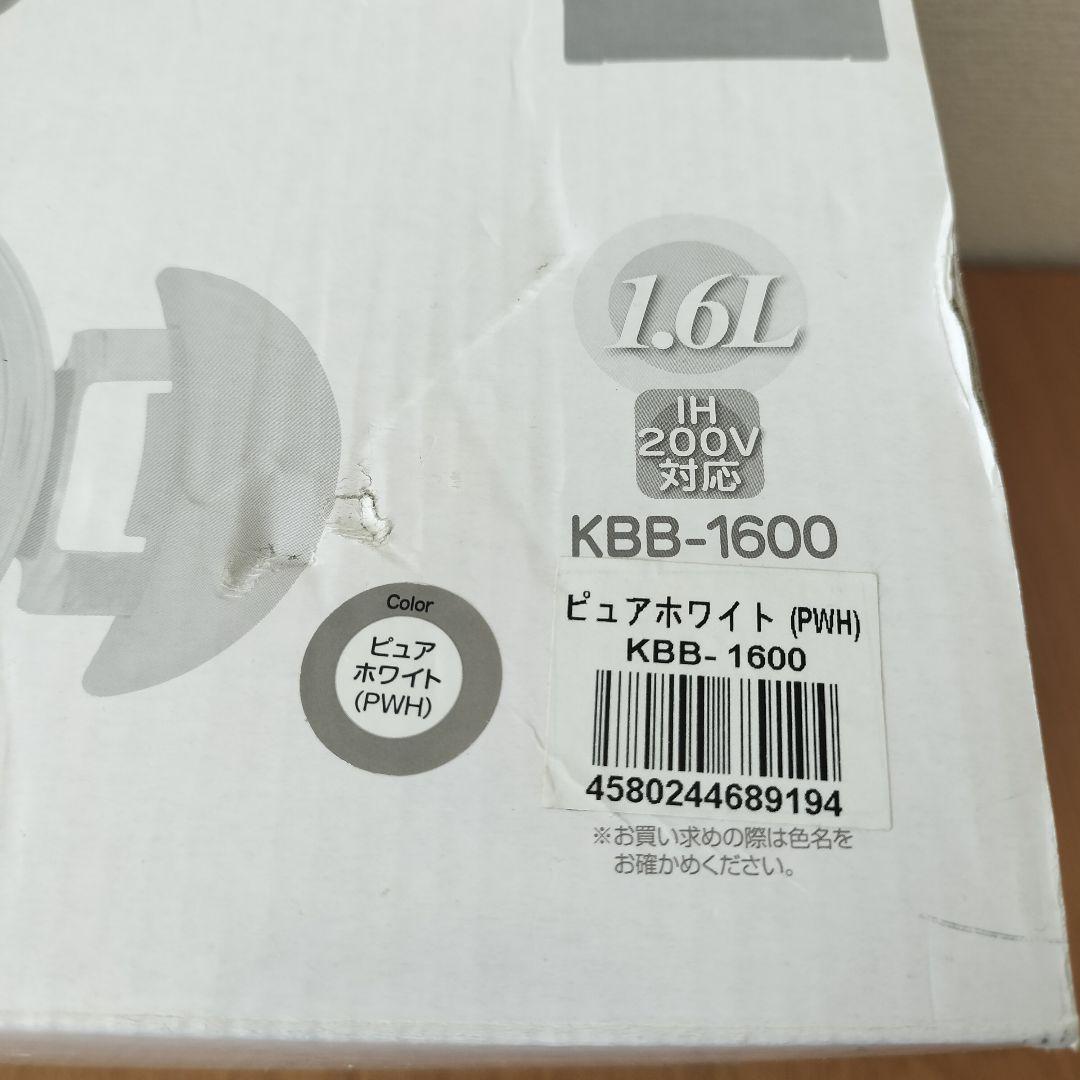 1.6L
IH
200V
対応
KBB-1600
Color
ピュア
ホワイト
(PWH)
ピュアホワイト (PWH)
KBB- 1600
4580244689194
※お買い求めの際は色名を
お確かめください。